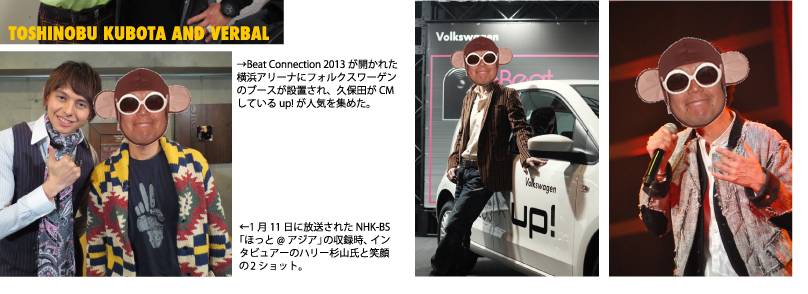 TOSHINOBU KUBOTA AND VERBAL
→Beat Connection 2013 が開かれた
横浜アリーナにフォルクスワーゲン
のブースが設置され、久保田が CM
している up! が人気を集めた。
←1 月 11 日に放送された NHK-BS
「ほっと @ アジア」の収録時、イン
タビュアーのハリー杉山氏と笑顔
の2ショット。
Volkswagen
Beat
Volkswagen
up!